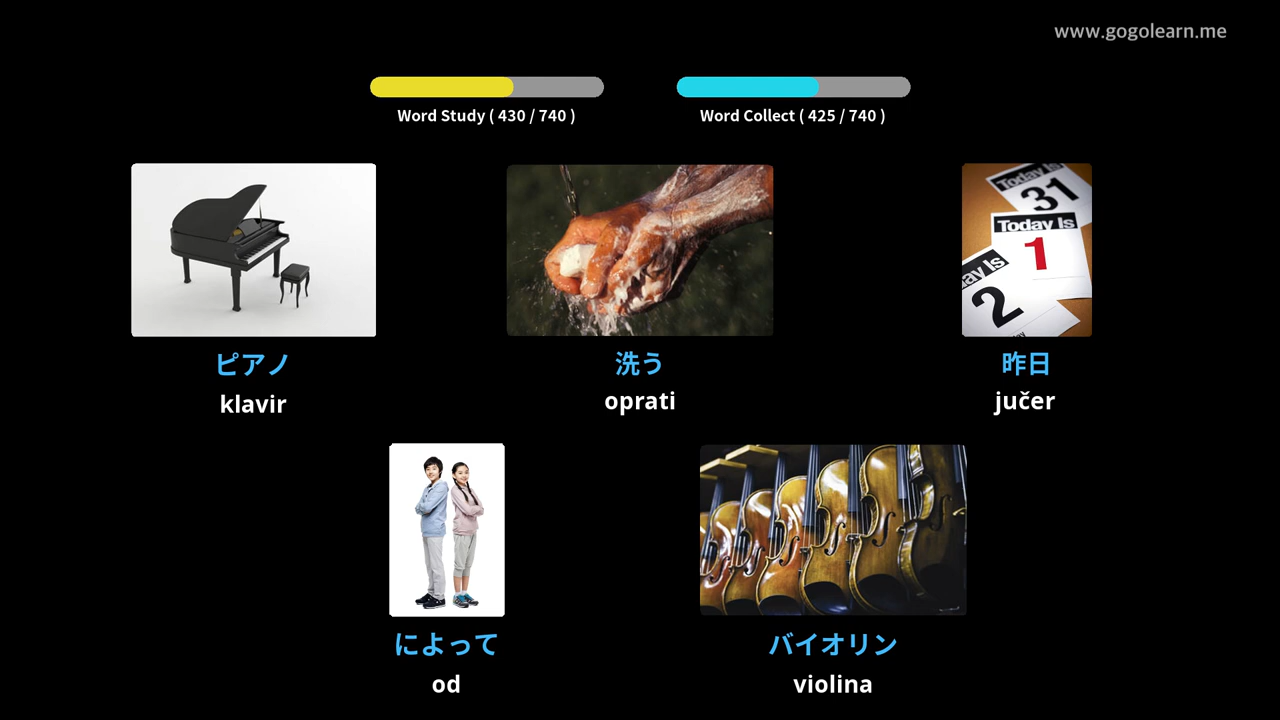 www.gogolearn.me
Word Study ( 430 / 740 )
Word Collect ( 425 / 740 )
Today Is
31
Today Is
1
ay Is
2
ピアノ
洗う
昨日
klavir
oprati
jučer
によって
バイオリン
od
violina